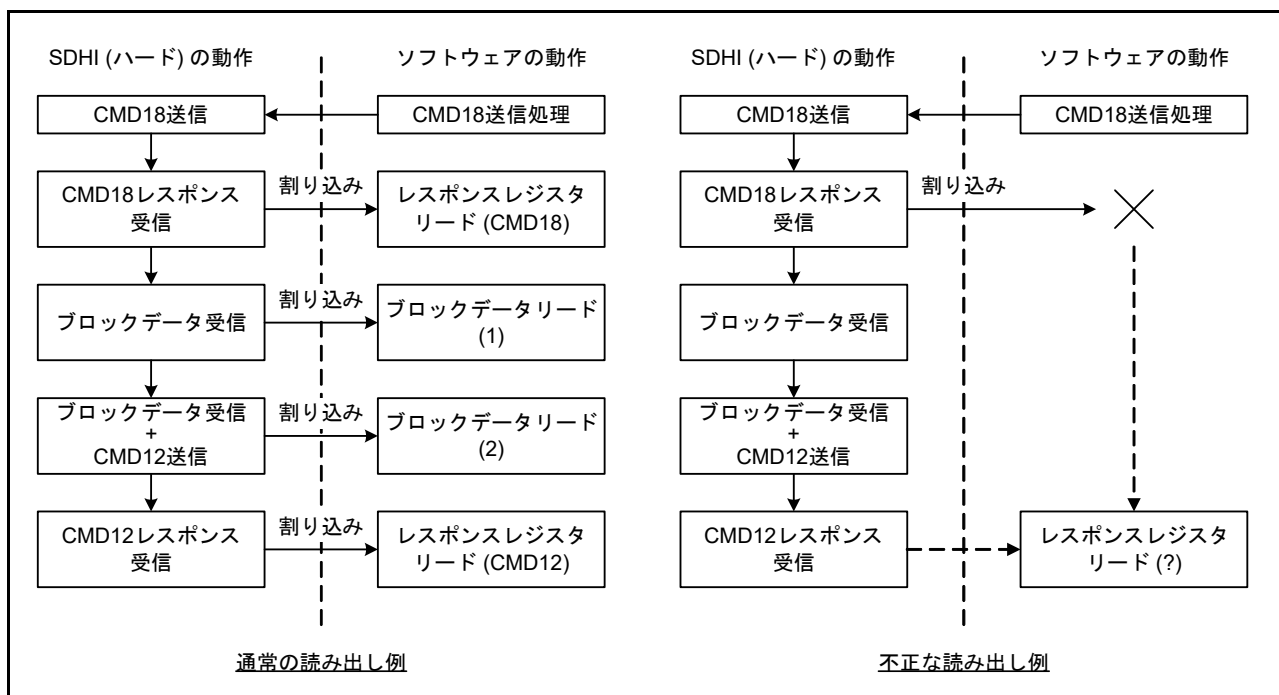 SDHI (ハード) の動作
ソフトウェアの動作
CMD18送信
CMD18送信処理
CMD18レスポンス
受信
割り込み
レスポンスレジスタ
リード (CMD18)
ブロックデータ受信
割り込み
ブロックデータリード
(1)
ブロックデータ受信
+
CMD12送信
割り込み
ブロックデータリード
(2)
CMD12レスポンス
受信
割り込み
レスポンスレジスタ
リード (CMD12)
通常の読み出し例
SDHI (ハード) の動作
ソフトウェアの動作
CMD18送信
CMD18送信処理
CMD18レスポンス
受信
割り込み
ブロックデータ受信
ブロックデータ受信
+
CMD12送信
CMD12レスポンス
受信
レスポンスレジスタ
リード (?)
不正な読み出し例